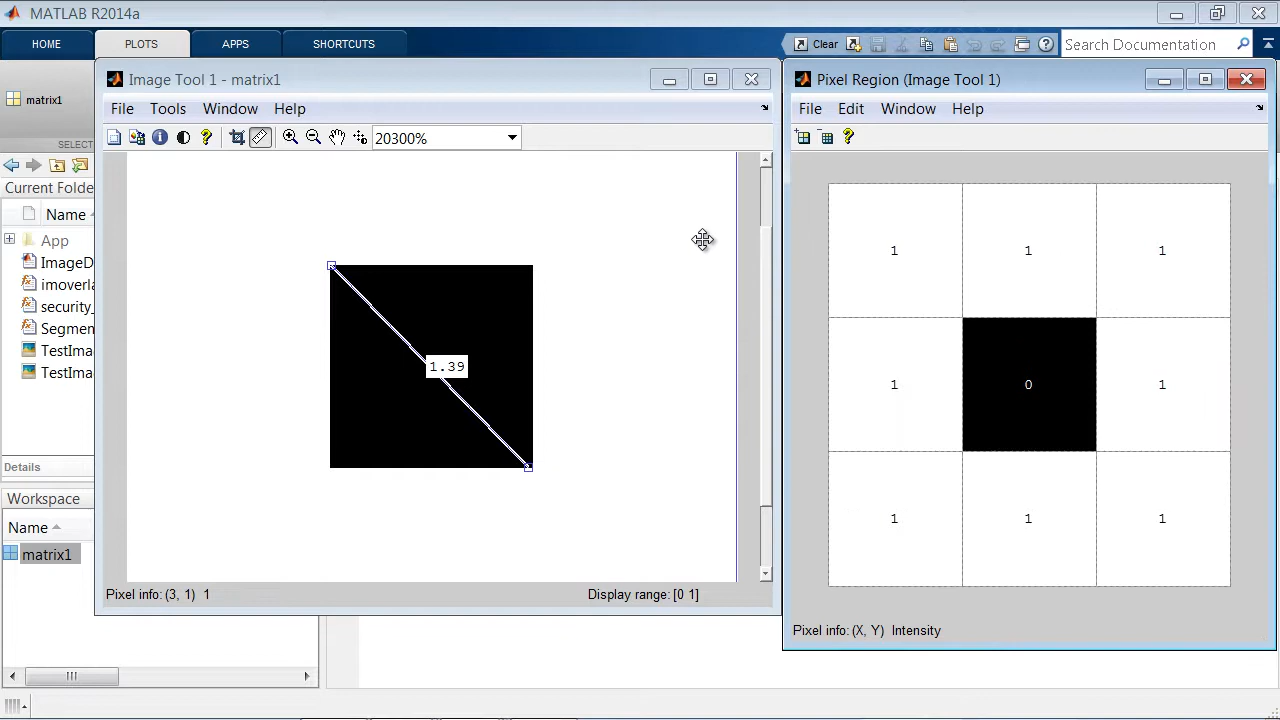 MATLAB R2014a
HOME PLOTS APPS SHORTCUTS Clear Search Documentation
matrix1
SELECT
Current Folde
Name
App
ImageD
imoverla
security_
Segmen
TestIma
TestIma
Details
Workspace
Name
matrix1
Image Tool 1 - matrix1
File Tools Window Help
20300%
1.39
Pixel info: (3, 1) 1 Display range: [0 1]
Pixel Region (Image Tool 1)
File Edit Window Help
1 1 1
1 0 1
1 1 1
Pixel info: (X, Y) Intensity